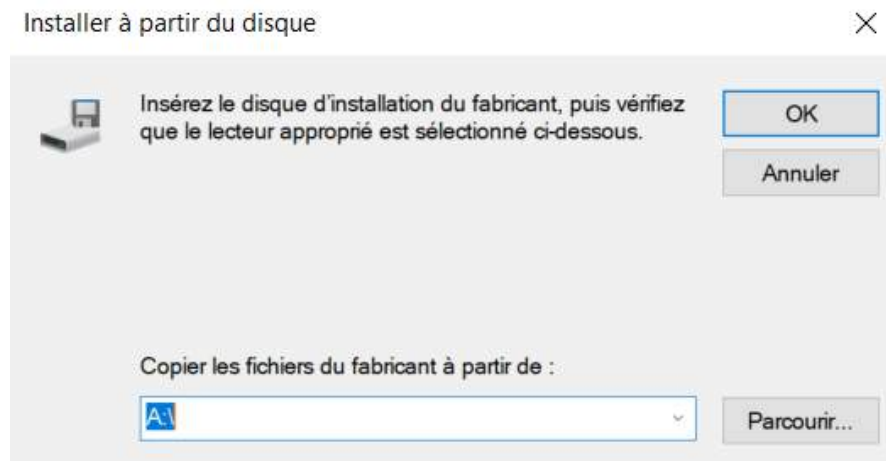 Installer à partir du disque
Insérez le disque d'installation du fabricant, puis vérifiez
que le lecteur approprié est sélectionné ci-dessous.
OK
Annuler
Copier les fichiers du fabricant à partir de :
A:\
Parcourir...